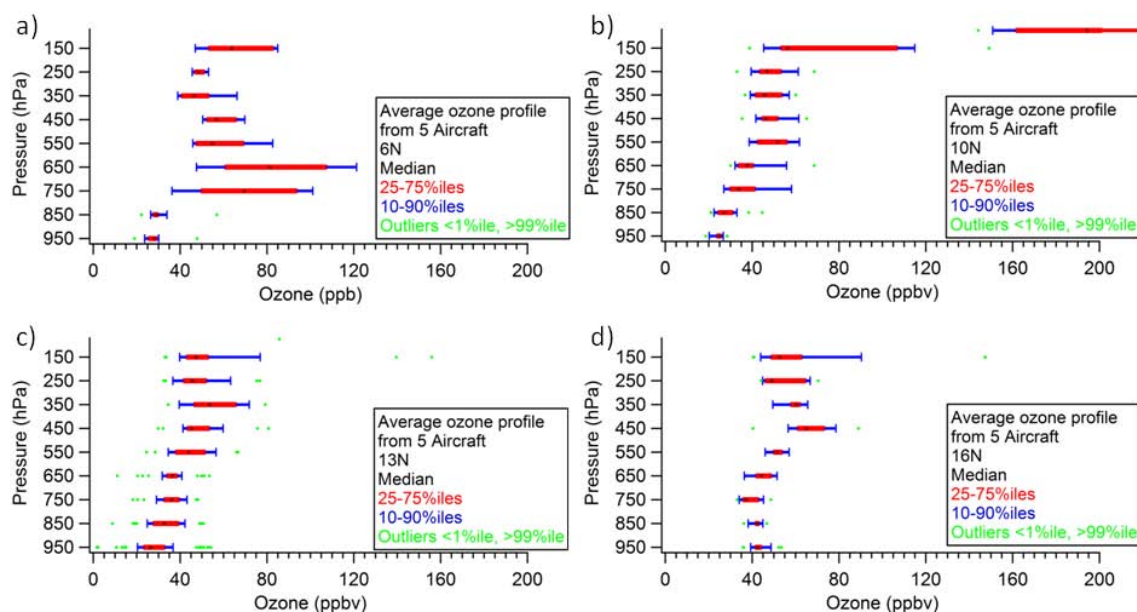 a)
150
250
350
450
550
650
750
850
950
Pressure (hPa)
0 40 80 120 160 200
Ozone (ppb)
Average ozone profile
from 5 Aircraft
6N
Median
25-75%iles
10-90%iles
Outliers <1%ile, >99%ile
b)
150
250
350
450
550
650
750
850
950
Pressure (hPa)
0 40 80 120 160 200
Ozone (ppbv)
Average ozone profile
from 5 Aircraft
10N
Median
25-75%iles
10-90%iles
Outliers <1%ile, >99%ile
c)
150
250
350
450
550
650
750
850
950
Pressure (hPa)
0 40 80 120 160 200
Ozone (ppbv)
Average ozone profile
from 5 Aircraft
13N
Median
25-75%iles
10-90%iles
Outliers <1%ile, >99%ile
d)
150
250
350
450
550
650
750
850
950
Pressure (hPa)
0 40 80 120 160 200
Ozone (ppbv)
Average ozone profile
from 5 Aircraft
16N
Median
25-75%iles
10-90%iles
Outliers <1%ile, >99%ile